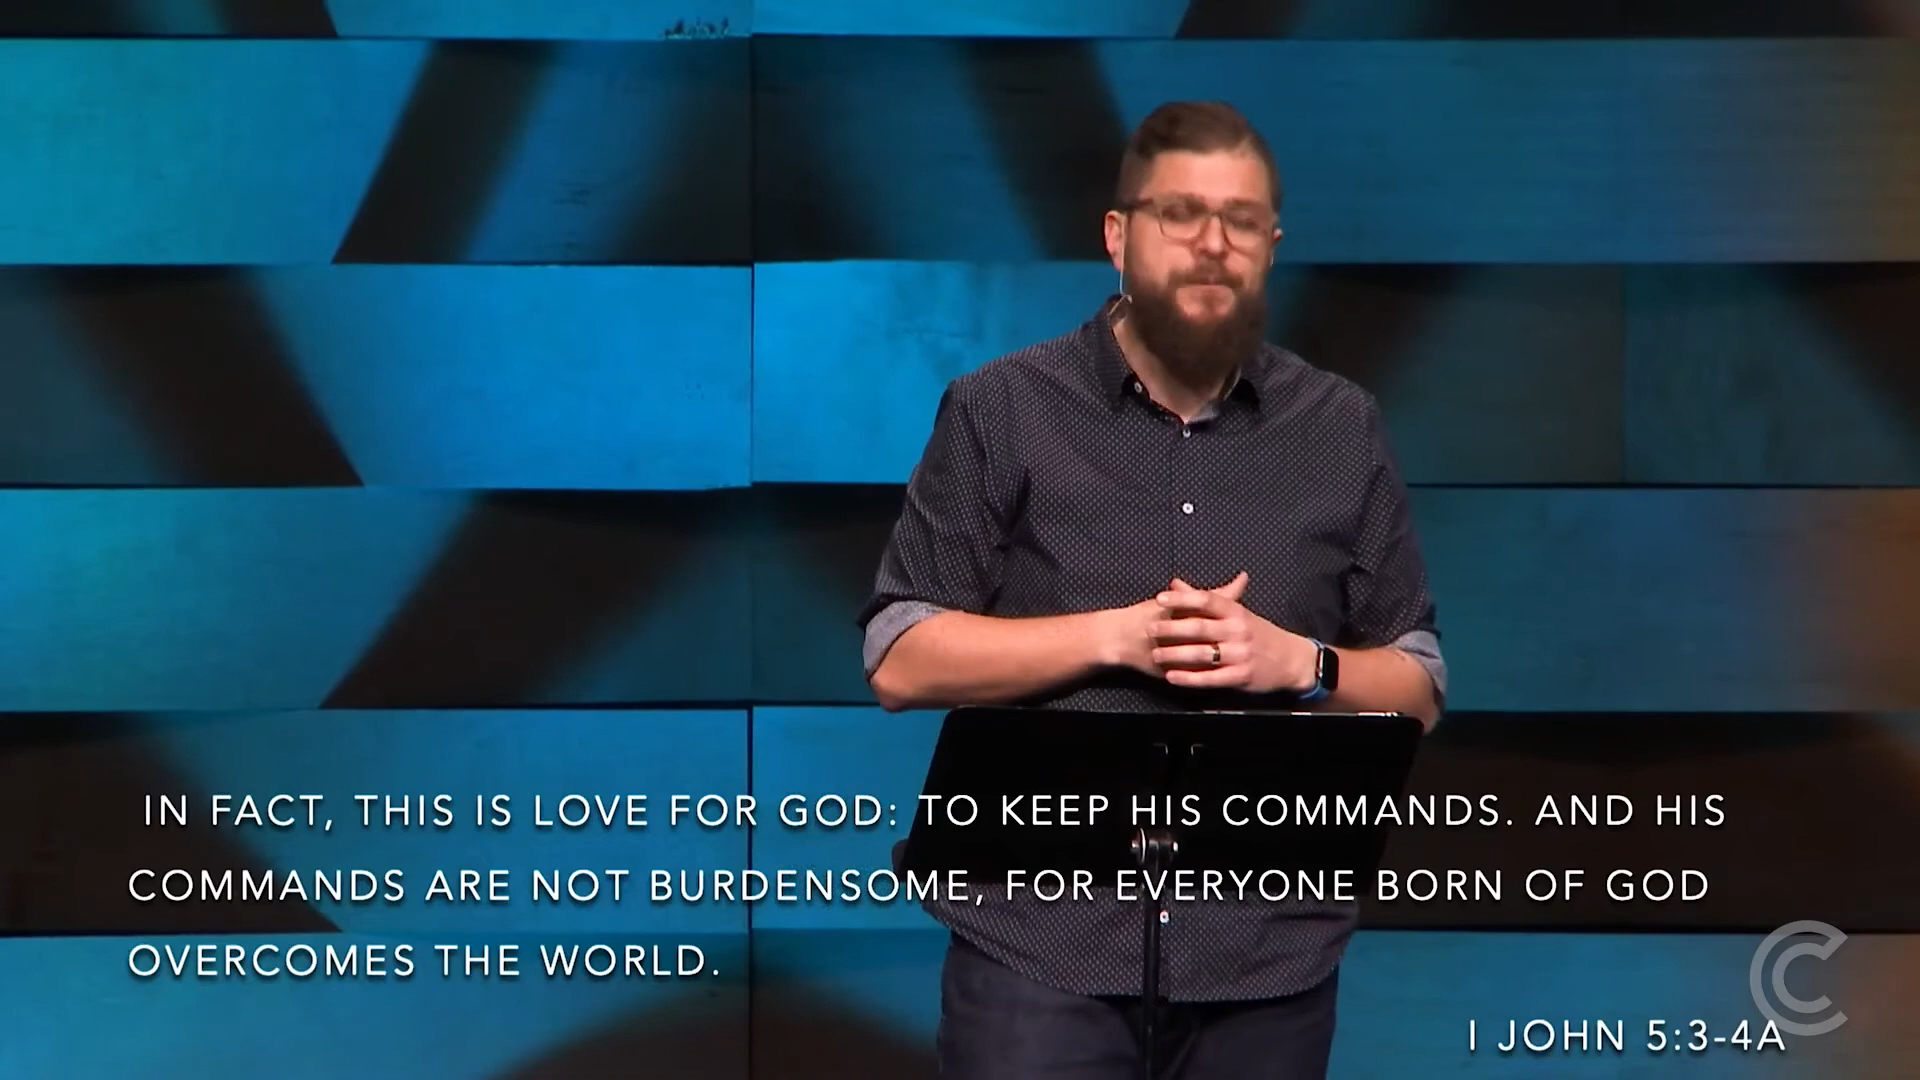 IN FACT, THIS IS LOVE FOR GOD: TO KEEP HIS COMMANDS. AND HIS
COMMANDS ARE NOT BURDENSOME, FOR EVERYONE BORN OF GOD
OVERCOMES THE WORLD.
I JOHN 5:3-4A